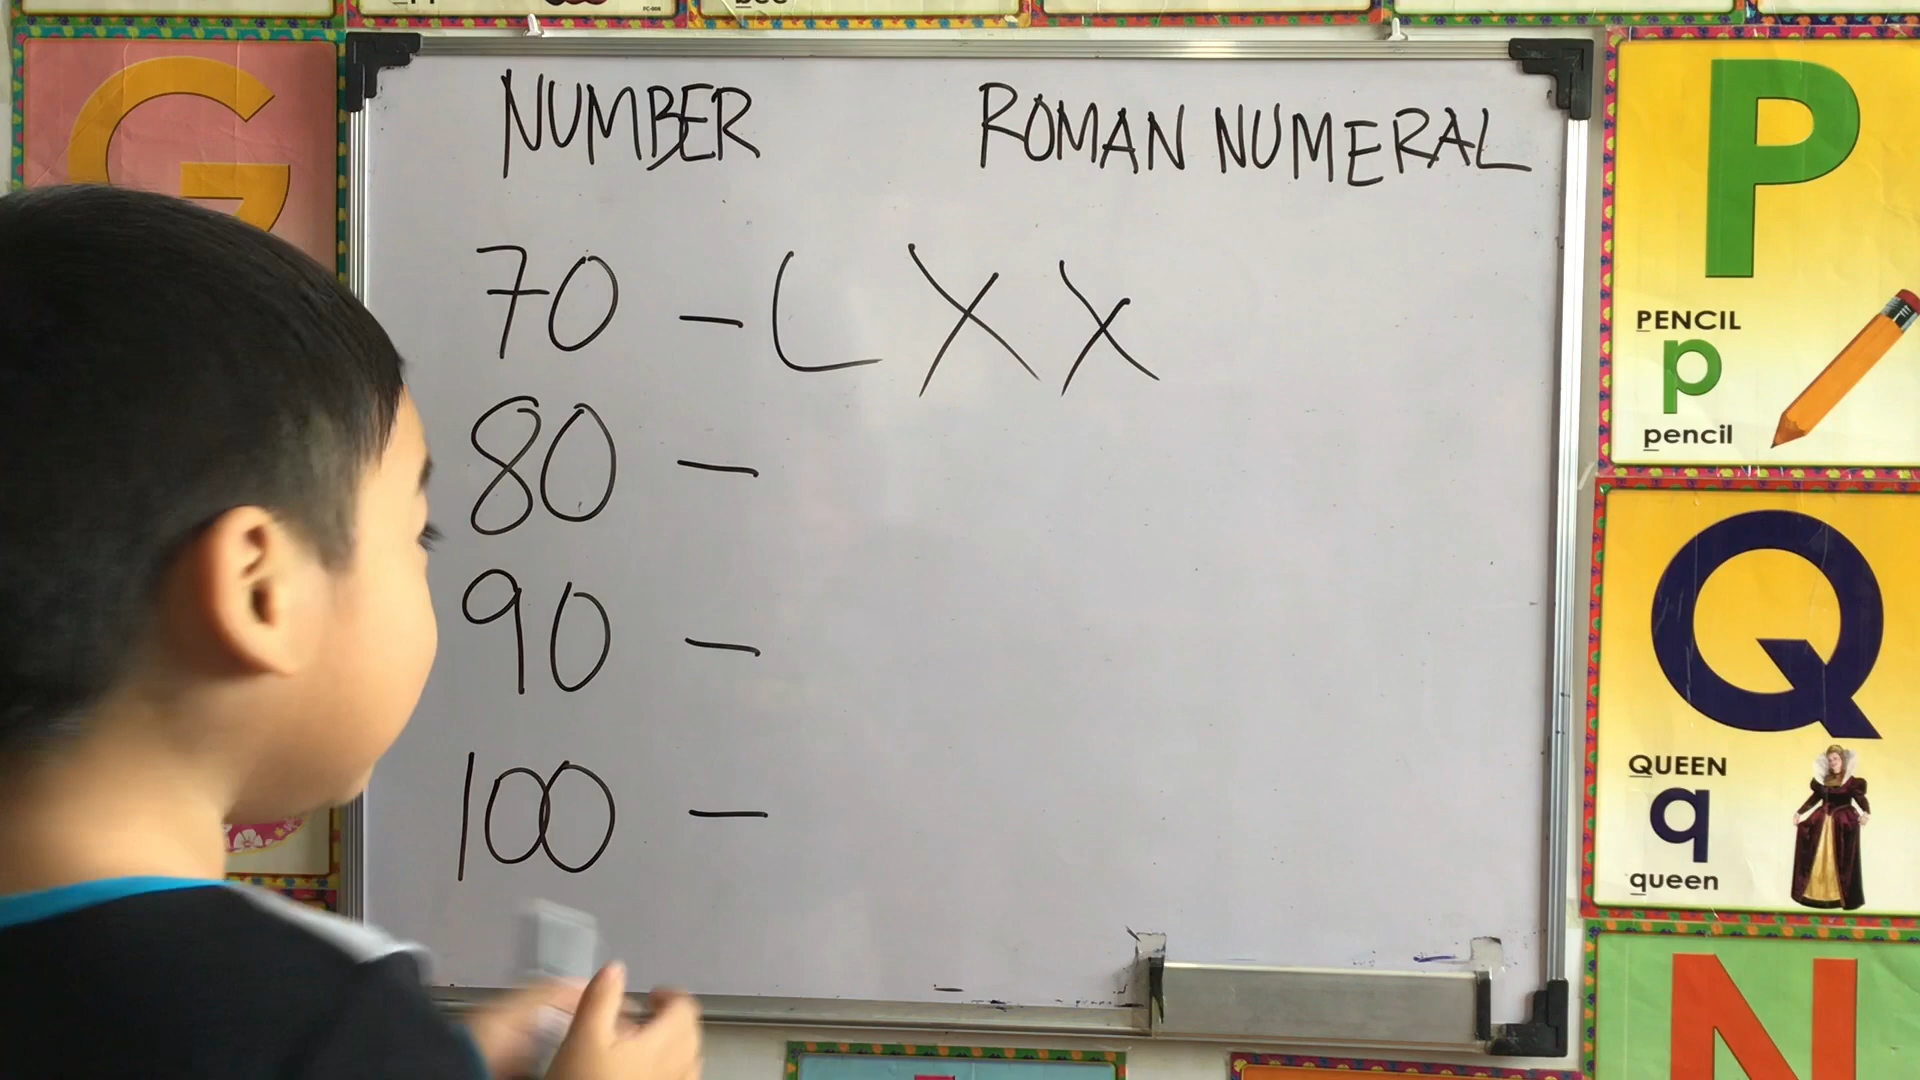 NUMBER ROMAN NUMERAL
70 - LXX
80 -
90 -
100 -
G
P
PENCIL
p
pencil
Q
QUEEN
q
queen
N